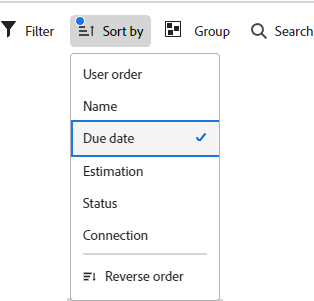 Filter Sort by Group Search
User order
Name
Due date
Estimation
Status
Connection
Reverse order